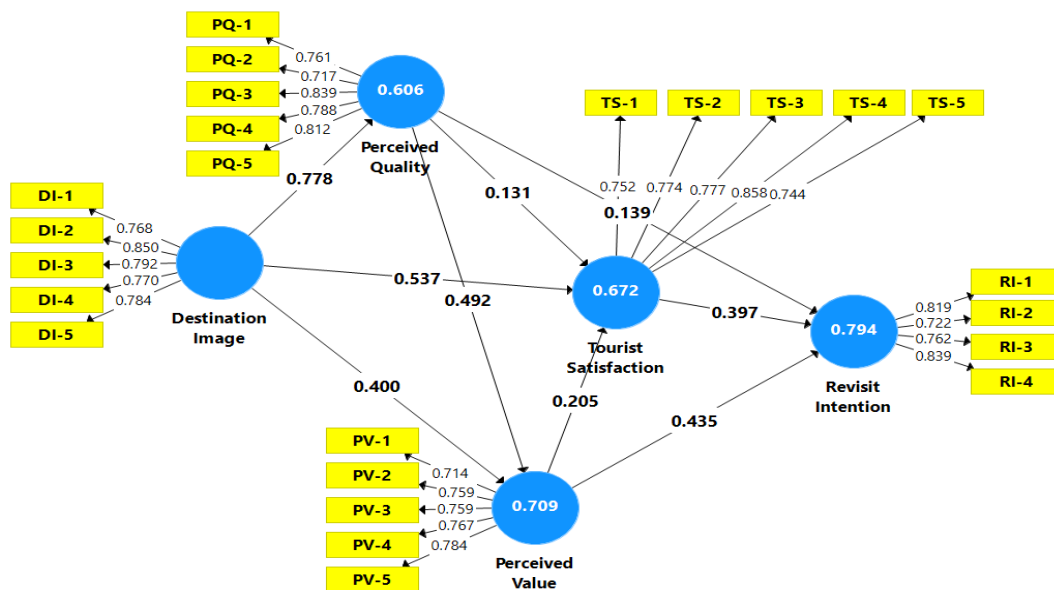 PQ-1
PQ-2
PQ-3
PQ-4
PQ-5
0.761
0.717
0.839
0.788
0.812
0.606
Perceived
Quality
TS-1
TS-2
TS-3
TS-4
TS-5
0.752
0.774
0.777
0.858
0.744
DI-1
DI-2
DI-3
DI-4
DI-5
0.768
0.850
0.792
0.770
0.784
Destination
Image
0.778
0.131
0.139
0.537
0.492
0.400
0.672
Tourist
Satisfaction
0.397
0.205
0.435
0.794
Revisit
Intention
RI-1
RI-2
RI-3
RI-4
0.819
0.722
0.762
0.839
PV-1
PV-2
PV-3
PV-4
PV-5
0.714
0.759
0.759
0.767
0.784
0.709
Perceived
Value